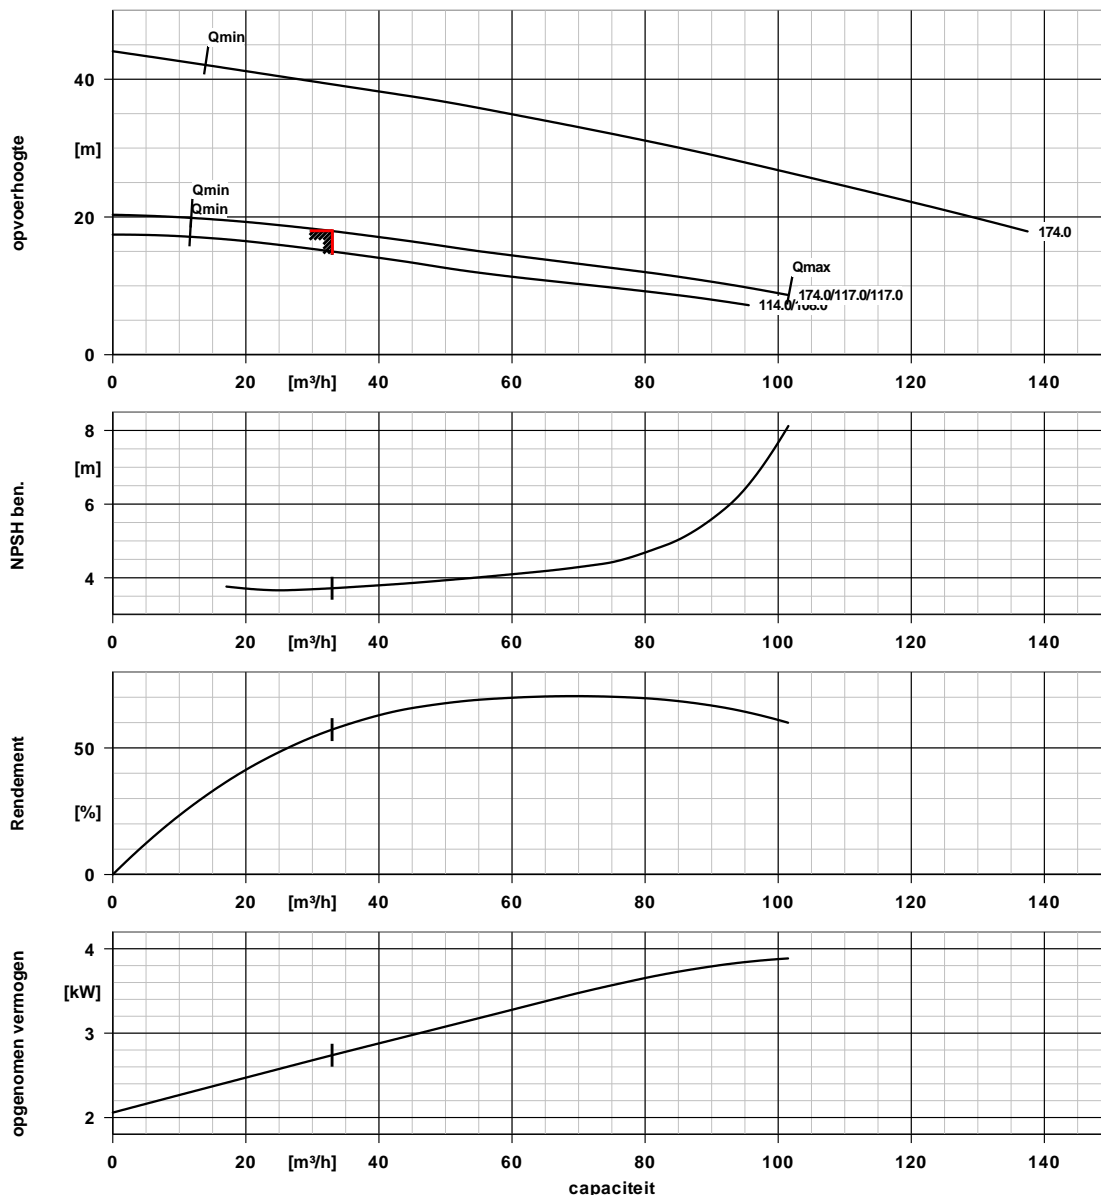 Qmin
40
[m]
opvoerhoogte
Qmin
Qmin
20
174.0
Qmax
174.0/117.0/117.0
0
0 20 [m³/h] 40 60 80 100 120 140
8
[m]
6
NPSH ben.
4
0 20 [m³/h] 40 60 80 100 120 140
50
Rendement
[%]
0
0 20 [m³/h] 40 60 80 100 120 140
4
[kW]
3
opgenomen vermogen
2
0 20 [m³/h] 40 60 80 100 120 140
capaciteit